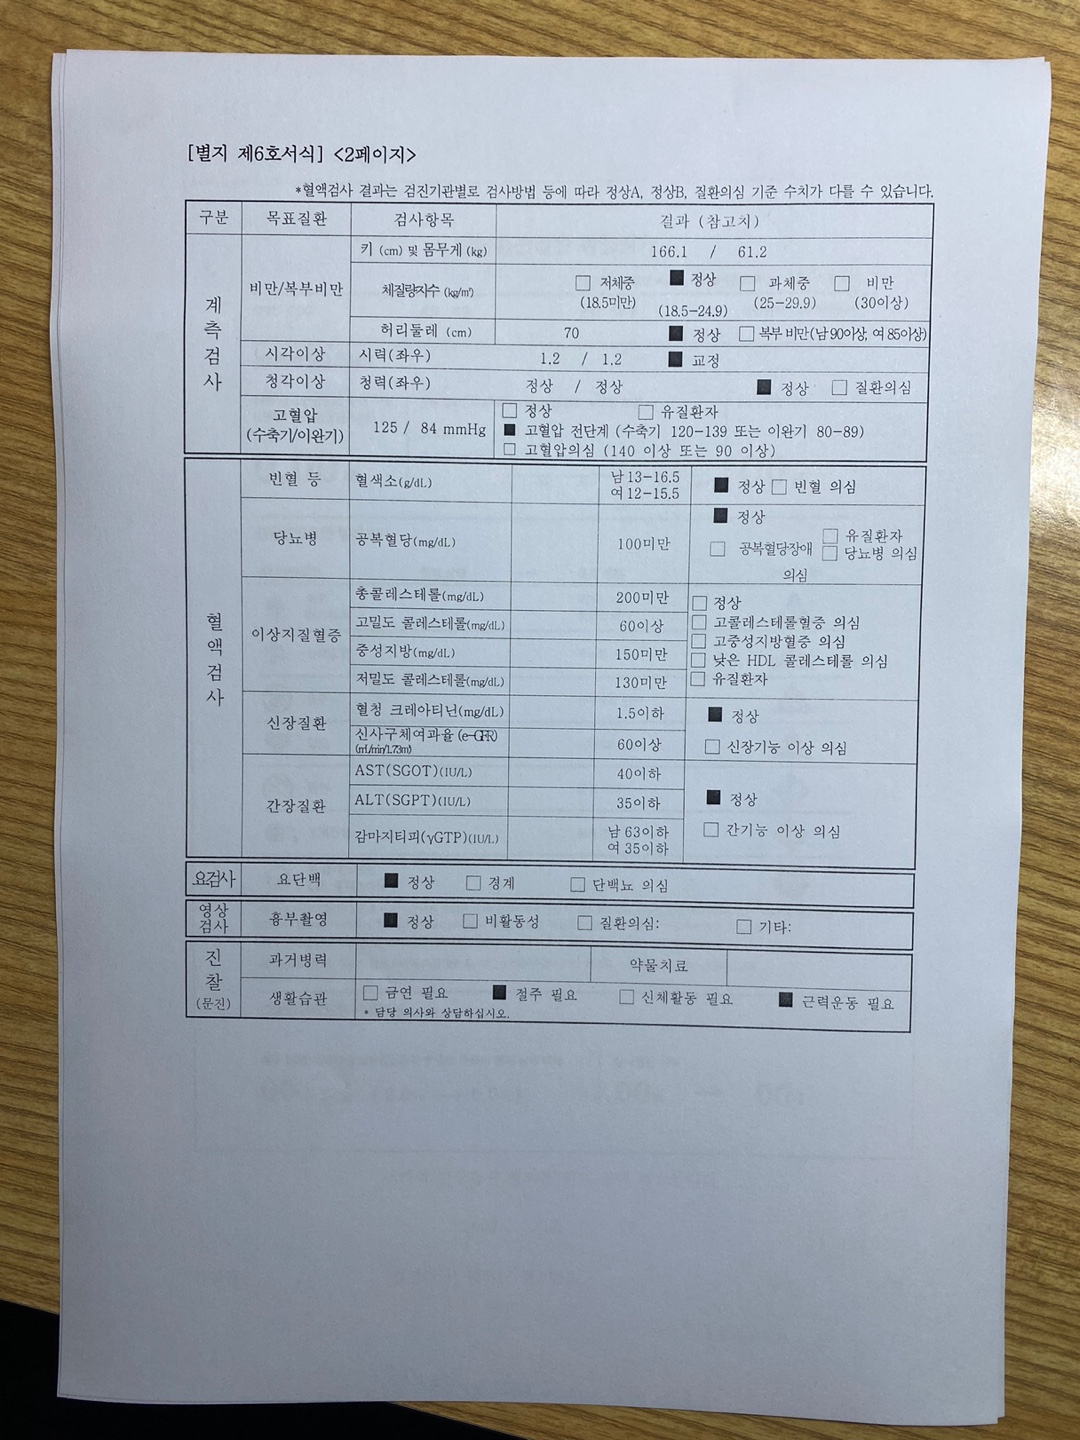 [별지 제6호서식] <2페이지>
*혈액검사 결과는 검진기관별로 검사방법 등에 따라 정상A, 정상B, 질환의심 기준 수치가 다를 수 있습니다.
구분 목표질환 검사항목 결과 (참고치)
계측검사
비만/복부비만
키 (cm) 및 몸무게 (kg) 166.1 / 61.2
체질량지수 (kg/㎡) □ 저체중 ■ 정상 □ 과체중 □ 비만
(18.5미만) (18.5-24.9) (25-29.9) (30이상)
허리둘레 (cm) 70 ■ 정상 □ 복부 비만(남90이상, 여85이상)
시각이상 시력(좌우) 1.2 / 1.2 ■ 교정
청각이상 청력(좌우) 정상 / 정상 ■ 정상 □ 질환의심
고혈압
(수축기/이완기)
125 / 84 mmHg
□ 정상 □ 유질환자
■ 고혈압 전단계 (수축기 120-139 또는 이완기 80-89)
□ 고혈압의심 (140 이상 또는 90 이상)
혈액검사
빈혈 등 혈색소(g/dL) 남13-16.5
여12-15.5
■ 정상 □ 빈혈 의심
당뇨병 공복혈당(mg/dL) 100미만
■ 정상
□ 유질환자
□ 공복혈당장애 □ 당뇨병 의심
의심
이상지질혈증
총콜레스테롤(mg/dL) 200미만
고밀도 콜레스테롤(mg/dL) 60이상
중성지방(mg/dL) 150미만
저밀도 콜레스테롤(mg/dL) 130미만
□ 정상
□ 고콜레스테롤혈증 의심
□ 고중성지방혈증 의심
□ 낮은 HDL 콜레스테롤 의심
□ 유질환자
신장질환
혈청 크레아티닌(mg/dL) 1.5이하
■ 정상
신사구체여과율 (e-GFR)
(mL/min/1.73㎡)
60이상
□ 신장기능 이상 의심
간장질환
AST(SGOT)(IU/L) 40이하
ALT(SGPT)(IU/L) 35이하
감마지티피(γGTP)(IU/L) 남 63이하
여 35이하
■ 정상
□ 간기능 이상 의심
요검사 요단백 ■ 정상 □ 경계 □ 단백뇨 의심
영상
검사
흉부촬영 ■ 정상 □ 비활동성 □ 질환의심: □ 기타:
진찰
(문진)
과거병력 약물치료
생활습관 □ 금연 필요 ■ 절주 필요 □ 신체활동 필요 ■ 근력운동 필요
* 담당 의사와 상담하십시오.